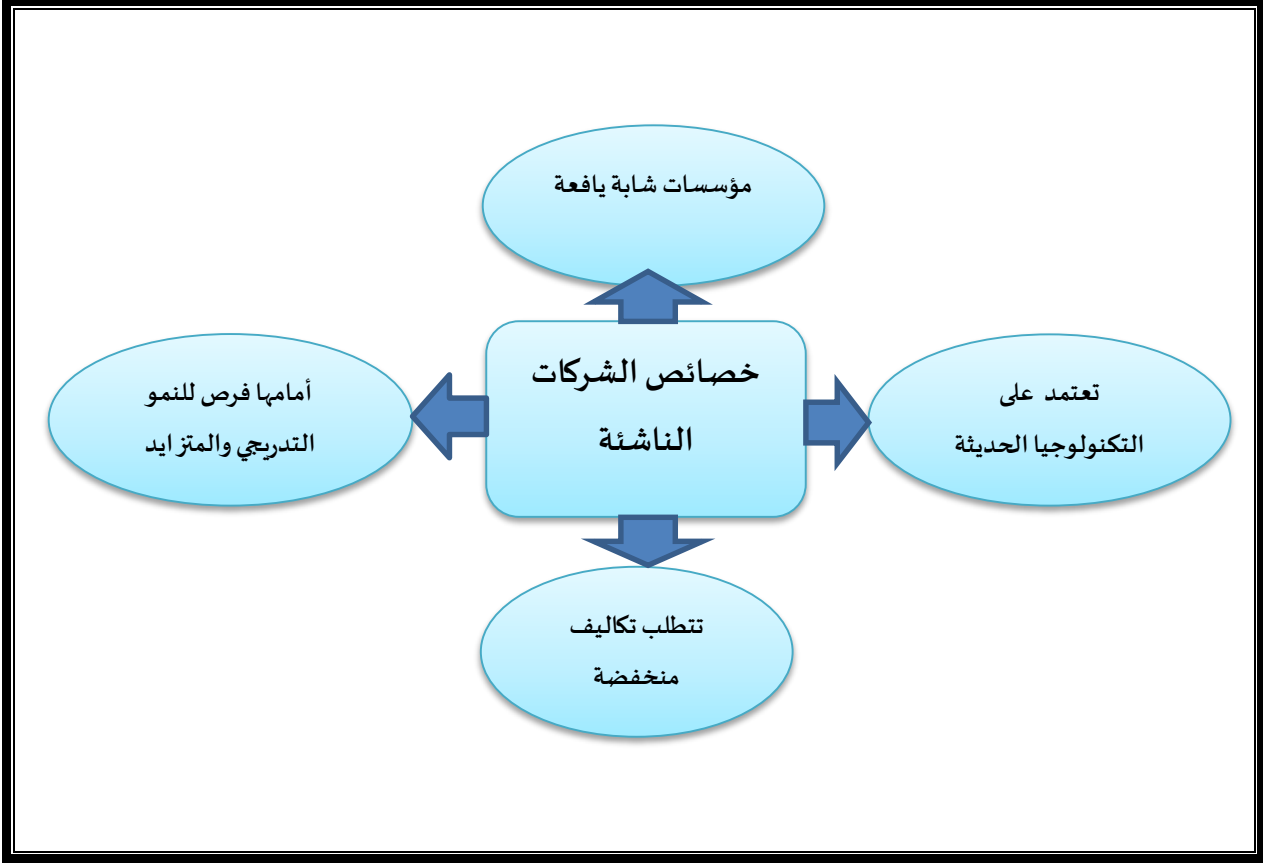 مؤسسات شابة يافعة
خصائص الشركات
الناشئة
تعتمد على
التكنولوجيا الحديثة
أمامها فرص للنمو
التدريجي والمتزايد
تتطلب تكاليف
منخفضة